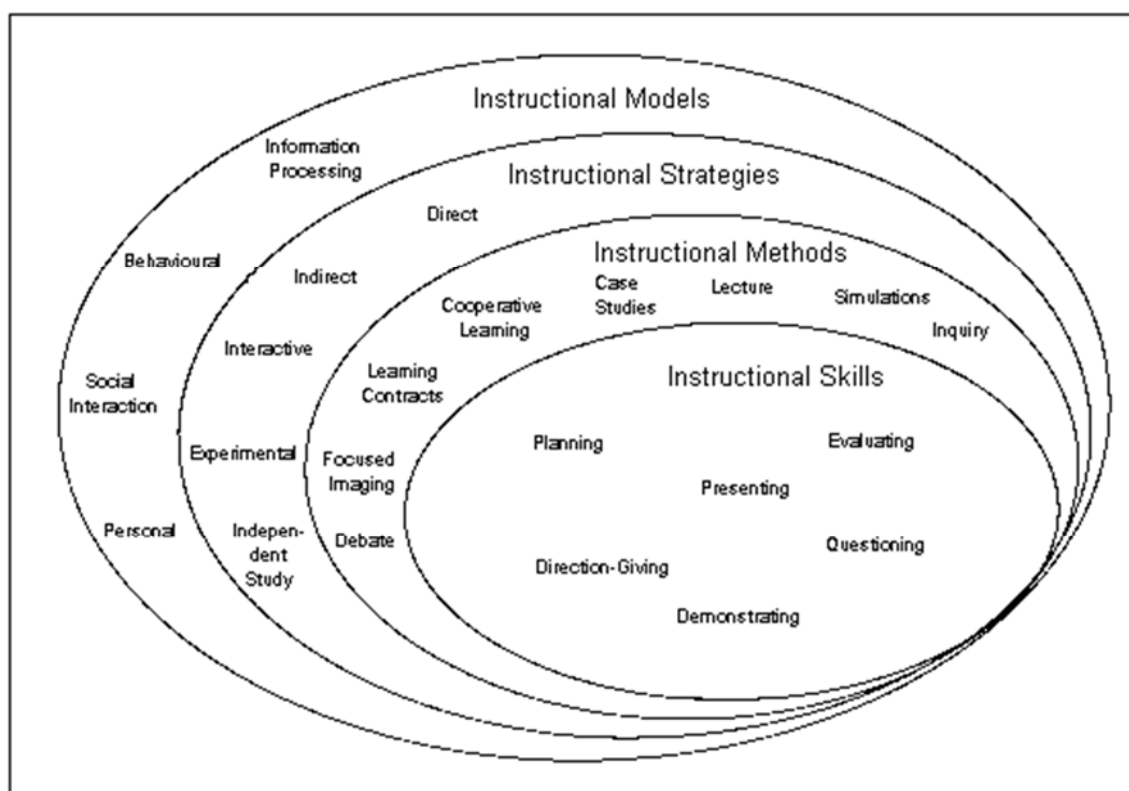 Instructional Models
Information
Processing
Behavioural
Social
Interaction
Personal
Instructional Strategies
Direct
Indirect
Interactive
Experimental
Indepen-
dent
Study
Instructional Methods
Cooperative
Learning
Case
Studies
Lecture
Simulations
Inquiry
Learning
Contracts
Focused
Imaging
Debate
Instructional Skills
Planning
Evaluating
Presenting
Questioning
Direction-Giving
Demonstrating